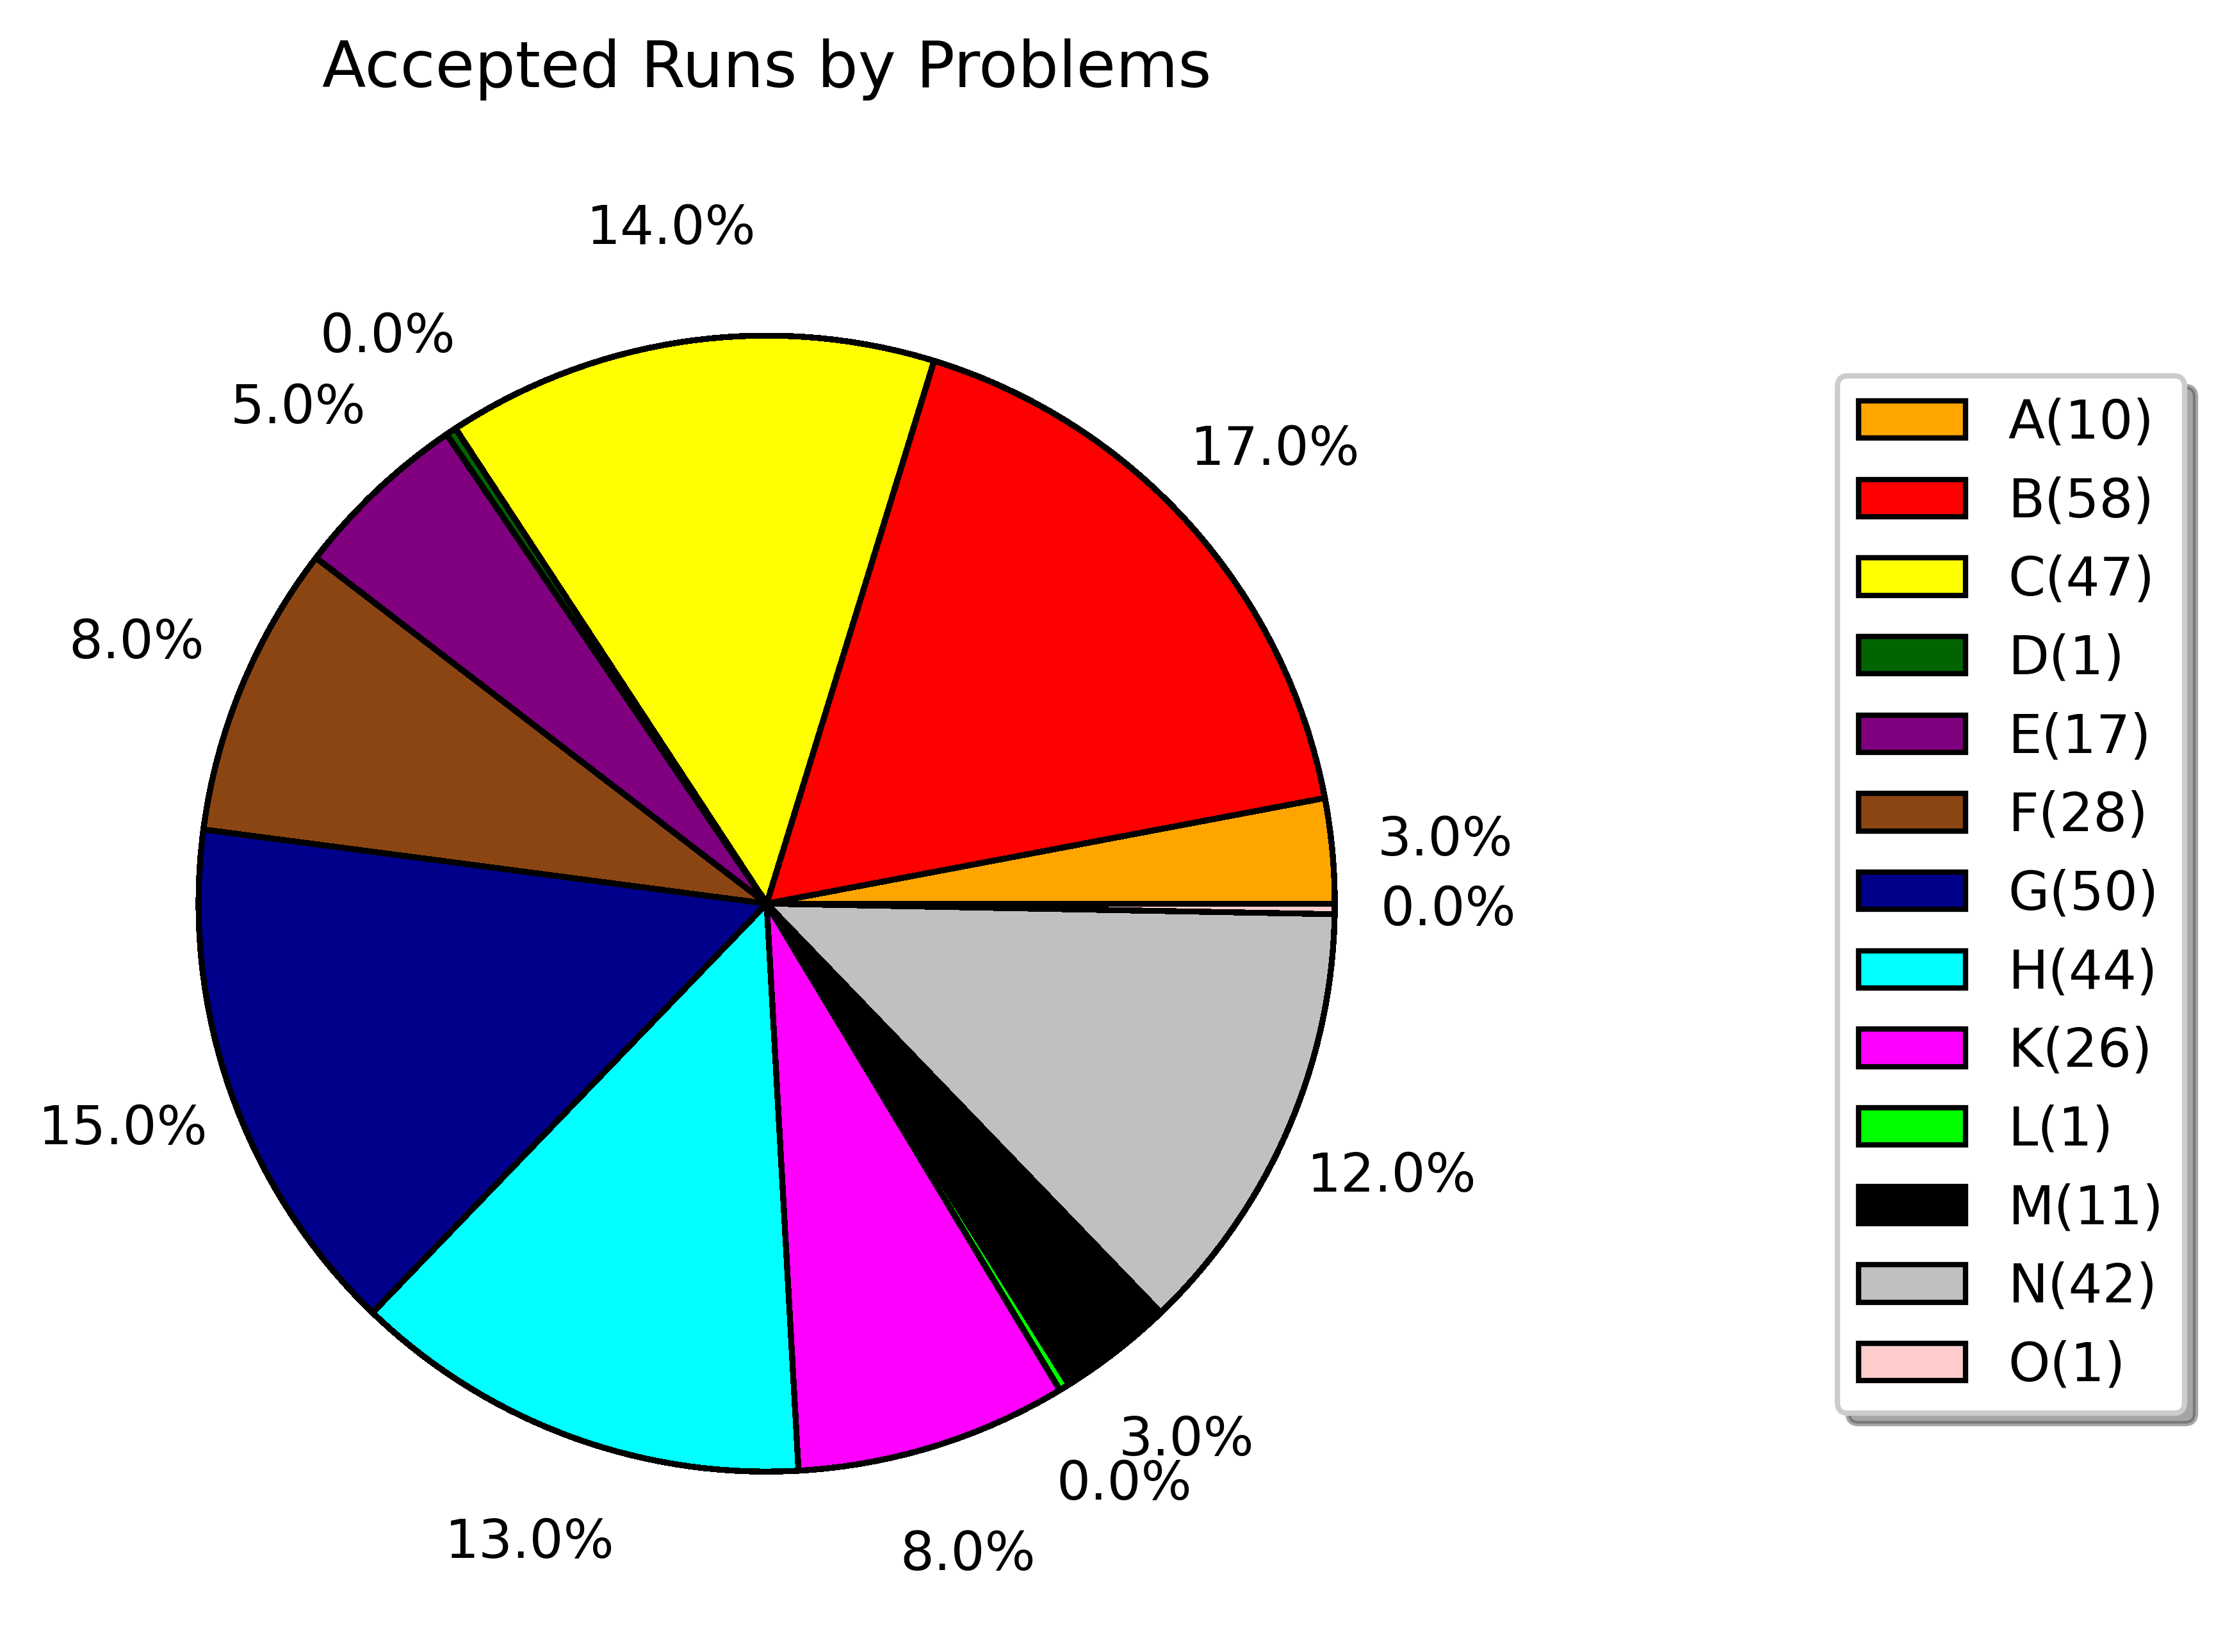 Accepted Runs by Problems
14.0%
0.0%
5.0%
17.0%
8.0%
3.0%
0.0%
15.0%
12.0%
3.0%
0.0%
13.0%
8.0%
A(10)
B(58)
C(47)
D(1)
E(17)
F(28)
G(50)
H(44)
K(26)
L(1)
M(11)
N(42)
O(1)